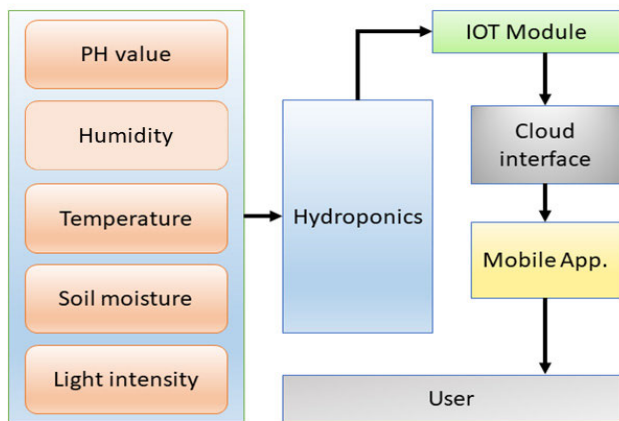 PH value
Humidity
Temperature
Soil moisture
Light intensity
Hydroponics
IOT Module
Cloud
interface
Mobile App.
User